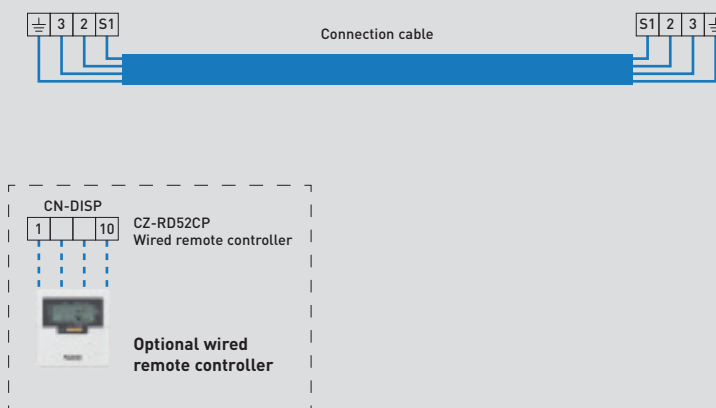 ⏚ 3 2 S1
Connection cable
S1 2 3 ⏚
CN-DISP
1 10
CZ-RD52CP
Wired remote controller
Optional wired
remote controller